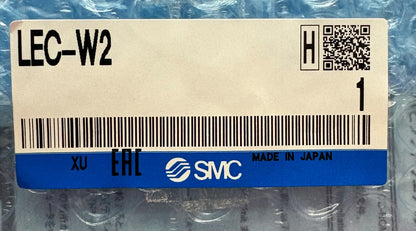 LEC-W2
H
1
XU EAC SMC MADE IN JAPAN